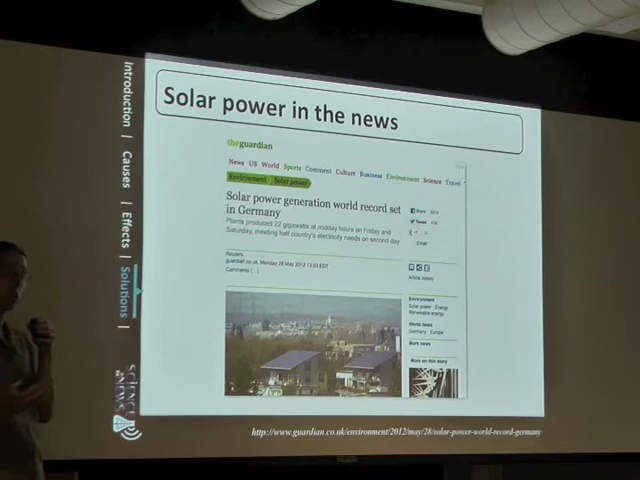 Introduction | Causes | Effects | Solutions |
SCIENCE
in the
NEWS
Solar power in the news
theguardian
News US World Sports Comment Culture Business Environment Science Travel
Environment Solar power
Solar power generation world record set
in Germany
Plants produced 22 gigawatts at midday hours on Friday and
Saturday, meeting half country's electricity needs on second day
Reuters
guardian.co.uk, Monday 28 May 2012 13.50 EDT
Comments (...)
Share
Tweet
Email
Article history
Environment
Solar power Energy
Renewable energy
World news
Germany Europe
More news
More on this story
http://www.guardian.co.uk/environment/2012/may/28/solar-power-world-record-germany